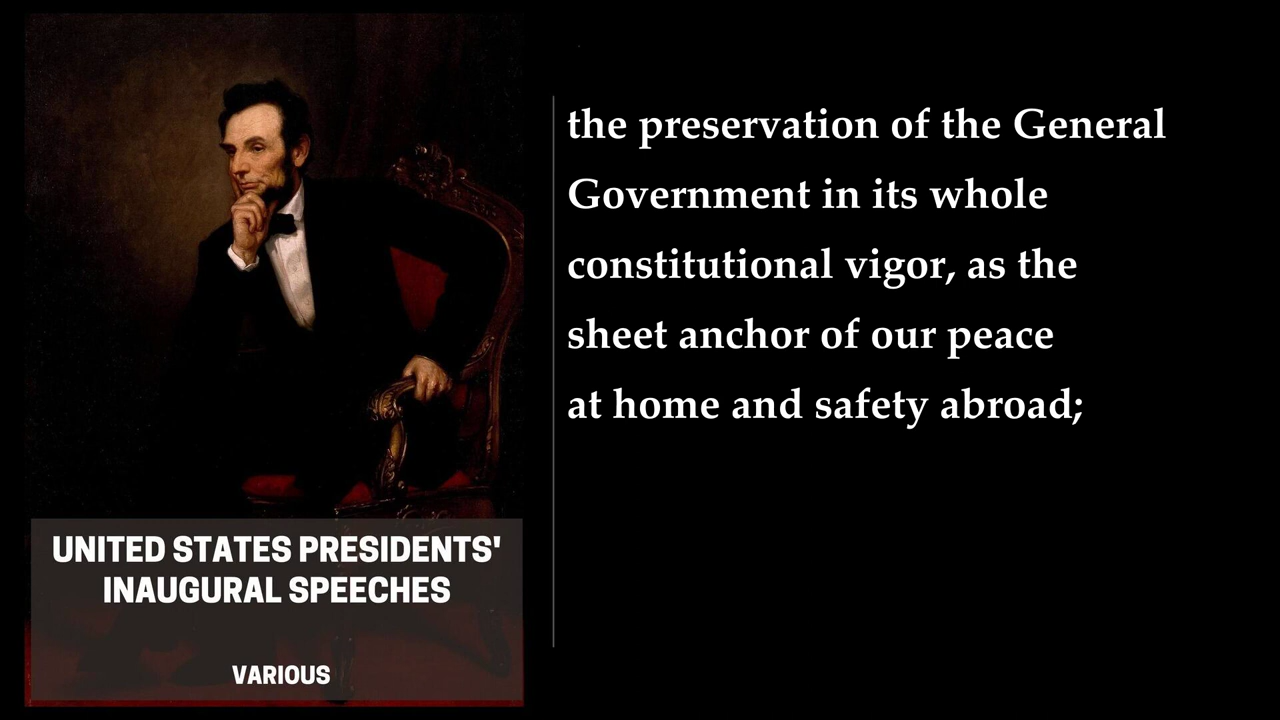 the preservation of the General
Government in its whole
constitutional vigor, as the
sheet anchor of our peace
at home and safety abroad;
UNITED STATES PRESIDENTS'
INAUGURAL SPEECHES
VARIOUS